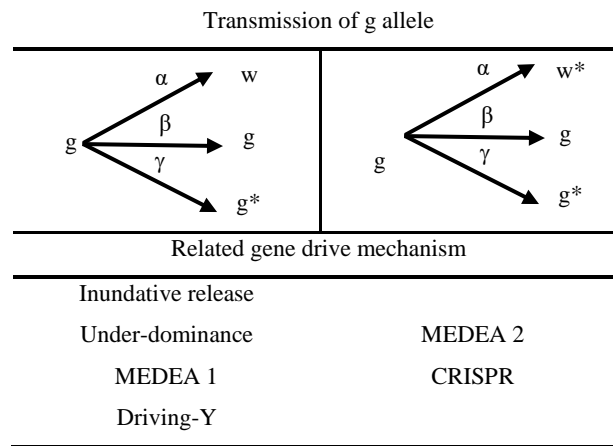 Transmission of g allele
α w
β
g g
γ
g*
α w*
β
g
γ
g g*
Related gene drive mechanism
Inundative release
Under-dominance MEDEA 2
MEDEA 1 CRISPR
Driving-Y